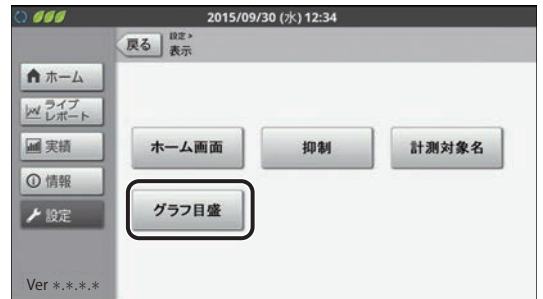 2015/09/30 (水) 12:34
戻る
設定 >
表示
ホーム
ライブ
レポート
実績
情報
設定
ホーム画面
抑制
計測対象名
グラフ目盛
Ver *.*.*.*